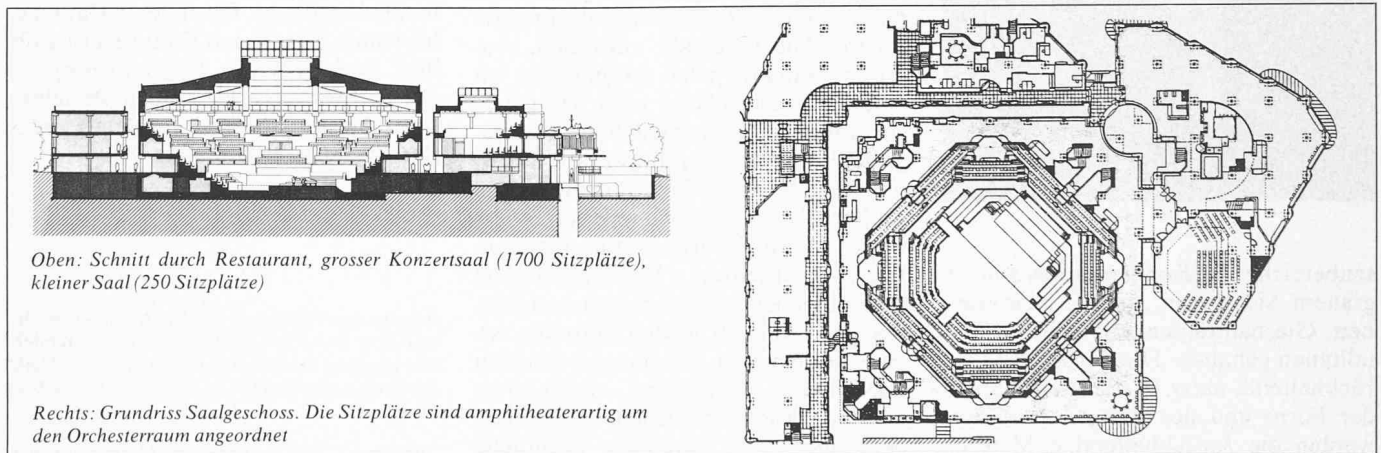 Oben: Schnitt durch Restaurant, grosser Konzertsaal (1700 Sitzplätze),
kleiner Saal (250 Sitzplätze)
Rechts: Grundriss Saalgeschoss. Die Sitzplätze sind amphitheaterartig um
den Orchesterraum angeordnet